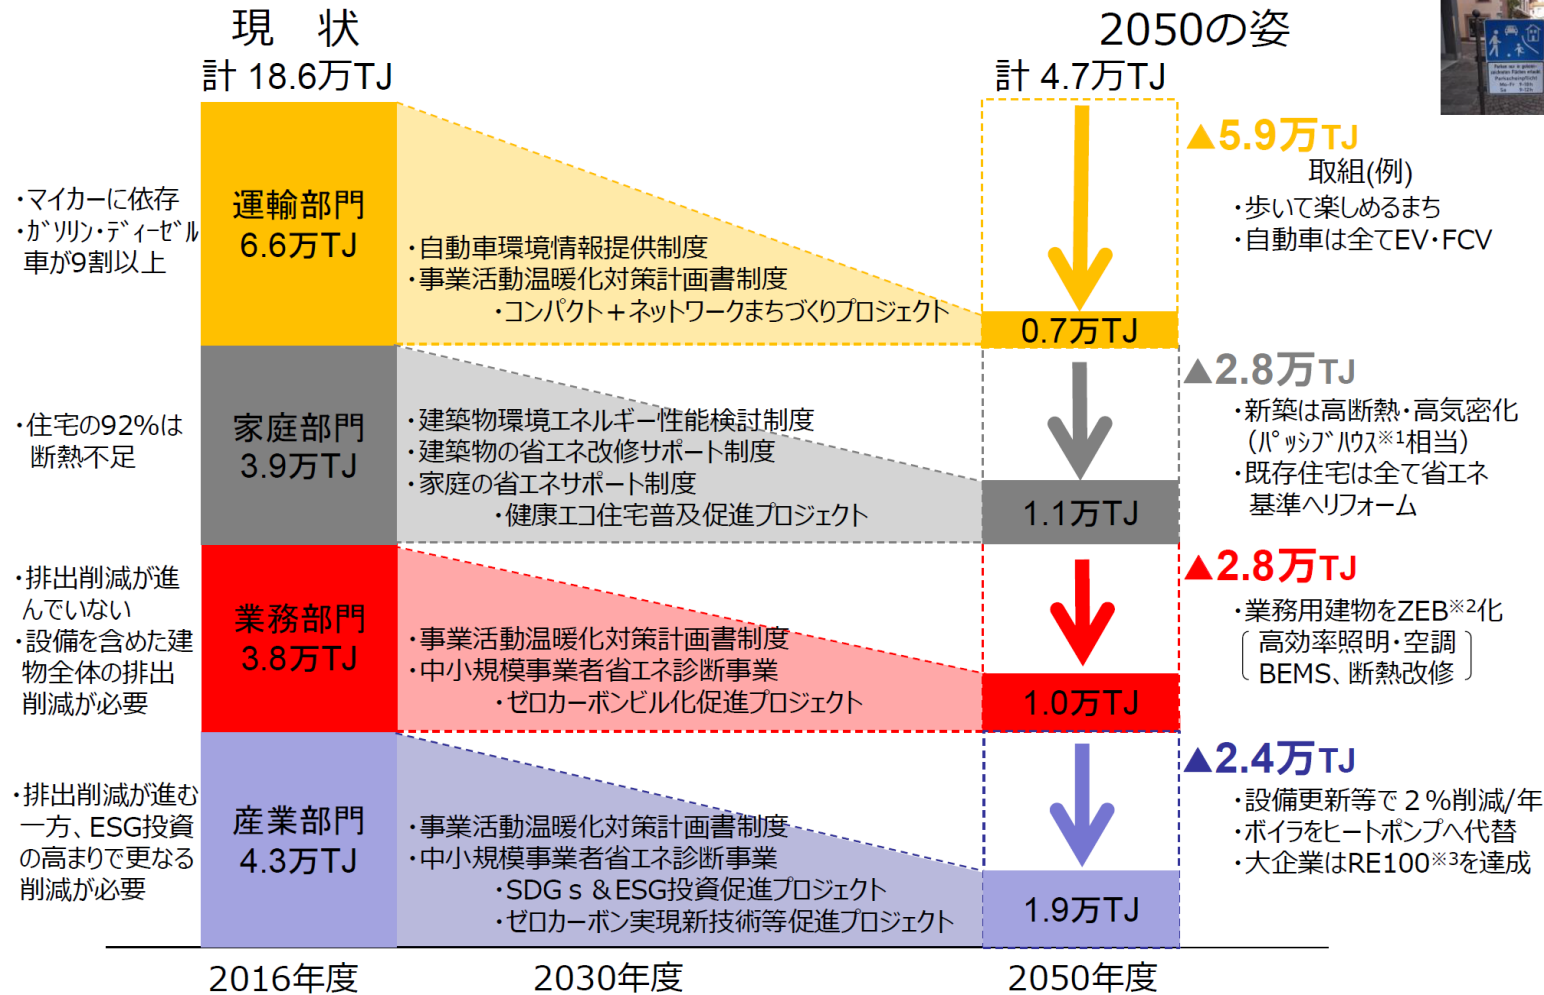 現　状
計 18.6万TJ
2050の姿
計 4.7万TJ
・マイカーに依存
・ｶﾞｿﾘﾝ・ﾃﾞｨｰｾﾞﾙ
車が9割以上
運輸部門
6.6万TJ
・自動車環境情報提供制度
・事業活動温暖化対策計画書制度
・コンパクト＋ネットワークまちづくりプロジェクト
0.7万TJ
▲5.9万TJ
取組(例)
・歩いて楽しめるまち
・自動車は全てEV・FCV
・住宅の92%は
断熱不足
家庭部門
3.9万TJ
・建築物環境エネルギー性能検討制度
・建築物の省エネ改修サポート制度
・家庭の省エネサポート制度
・健康エコ住宅普及促進プロジェクト
1.1万TJ
▲2.8万TJ
・新築は高断熱・高気密化
（ﾊﾟｯｼﾌﾞﾊｳｽ※1相当）
・既存住宅は全て省エネ
基準へリフォーム
・排出削減が進
んでいない
・設備を含めた建
物全体の排出
削減が必要
業務部門
3.8万TJ
・事業活動温暖化対策計画書制度
・中小規模事業者省エネ診断事業
・ゼロカーボンビル化促進プロジェクト
1.0万TJ
▲2.8万TJ
・業務用建物をZEB※2化
高効率照明・空調
BEMS、断熱改修
・排出削減が進む
一方、ESG投資
の高まりで更なる
削減が必要
産業部門
4.3万TJ
・事業活動温暖化対策計画書制度
・中小規模事業者省エネ診断事業
・SDGｓ＆ESG投資促進プロジェクト
・ゼロカーボン実現新技術等促進プロジェクト
1.9万TJ
▲2.4万TJ
・設備更新等で２％削減/年
・ボイラをヒートポンプへ代替
・大企業はRE100※3を達成
2016年度
2030年度
2050年度